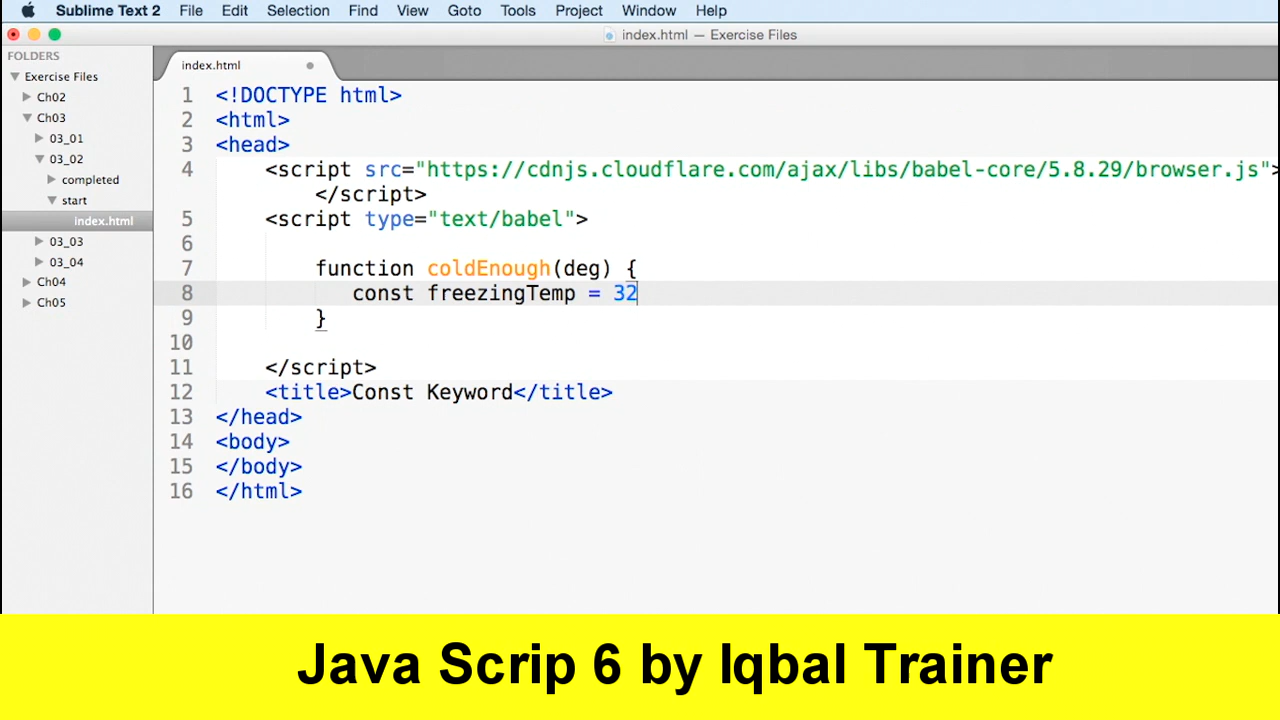 Sublime Text 2 File Edit Selection Find View Goto Tools Project Window Help
index.html — Exercise Files
FOLDERS
Exercise Files
Ch02
Ch03
03_01
03_02
completed
start
index.html
03_03
03_04
Ch04
Ch05
index.html
1 <!DOCTYPE html>
2 <html>
3 <head>
4 <script src="https://cdnjs.cloudflare.com/ajax/libs/babel-core/5.8.29/browser.js">
</script>
5 <script type="text/babel">
6
7 function coldEnough(deg) {
8 const freezingTemp = 32
9 }
10
11 </script>
12 <title>Const Keyword</title>
13 </head>
14 <body>
15 </body>
16 </html>
Java Scrip 6 by Iqbal Trainer